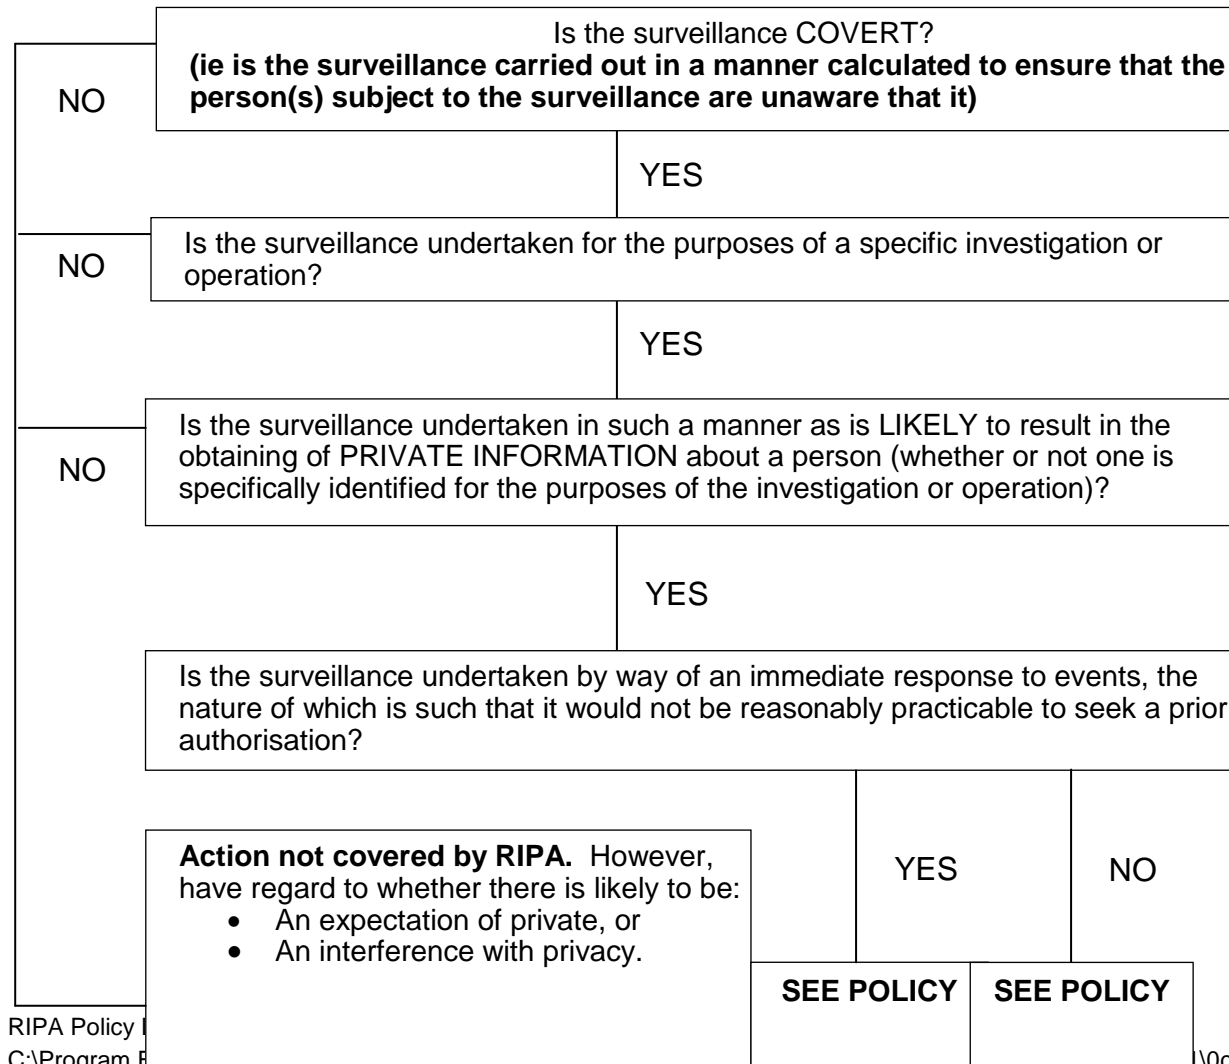 Is the surveillance COVERT?
(ie is the surveillance carried out in a manner calculated to ensure that the
person(s) subject to the surveillance are unaware that it)
NO
YES
Is the surveillance undertaken for the purposes of a specific investigation or
operation?
NO
YES
Is the surveillance undertaken in such a manner as is LIKELY to result in the
obtaining of PRIVATE INFORMATION about a person (whether or not one is
specifically identified for the purposes of the investigation or operation)?
NO
YES
Is the surveillance undertaken by way of an immediate response to events, the
nature of which is such that it would not be reasonably practicable to seek a prior
authorisation?
Action not covered by RIPA. However,
have regard to whether there is likely to be:
• An expectation of private, or
• An interference with privacy.
YES
NO
SEE POLICY
SEE POLICY
RIPA Policy
C:\Program